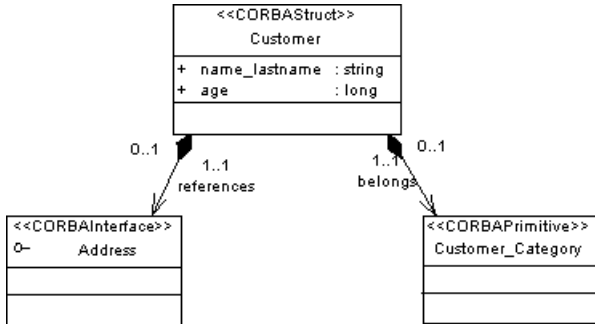 <<CORBAStruct>>
Customer
+ name_lastname : string
+ age : long
0..1
1..1
references
1..1
0..1
belongs
<<CORBAInterface>>
Address
<<CORBAPrimitive>>
Customer_Category